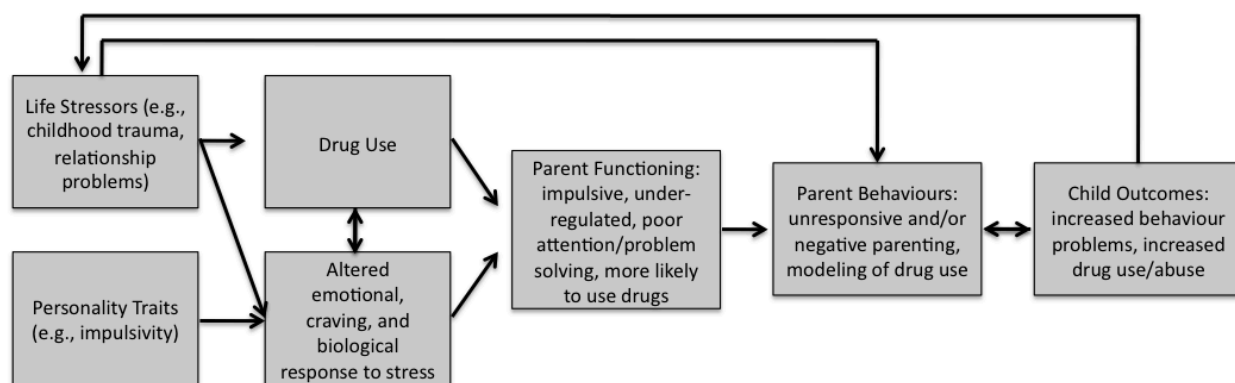 Life Stressors (e.g.,
childhood trauma,
relationship
problems)
Drug Use
Parent Functioning:
impulsive, under-
regulated, poor
attention/problem
solving, more likely
to use drugs
Parent Behaviours:
unresponsive and/or
negative parenting,
modeling of drug use
Child Outcomes:
increased behaviour
problems, increased
drug use/abuse
Personality Traits
(e.g., impulsivity)
Altered
emotional,
craving, and
biological
response to stress